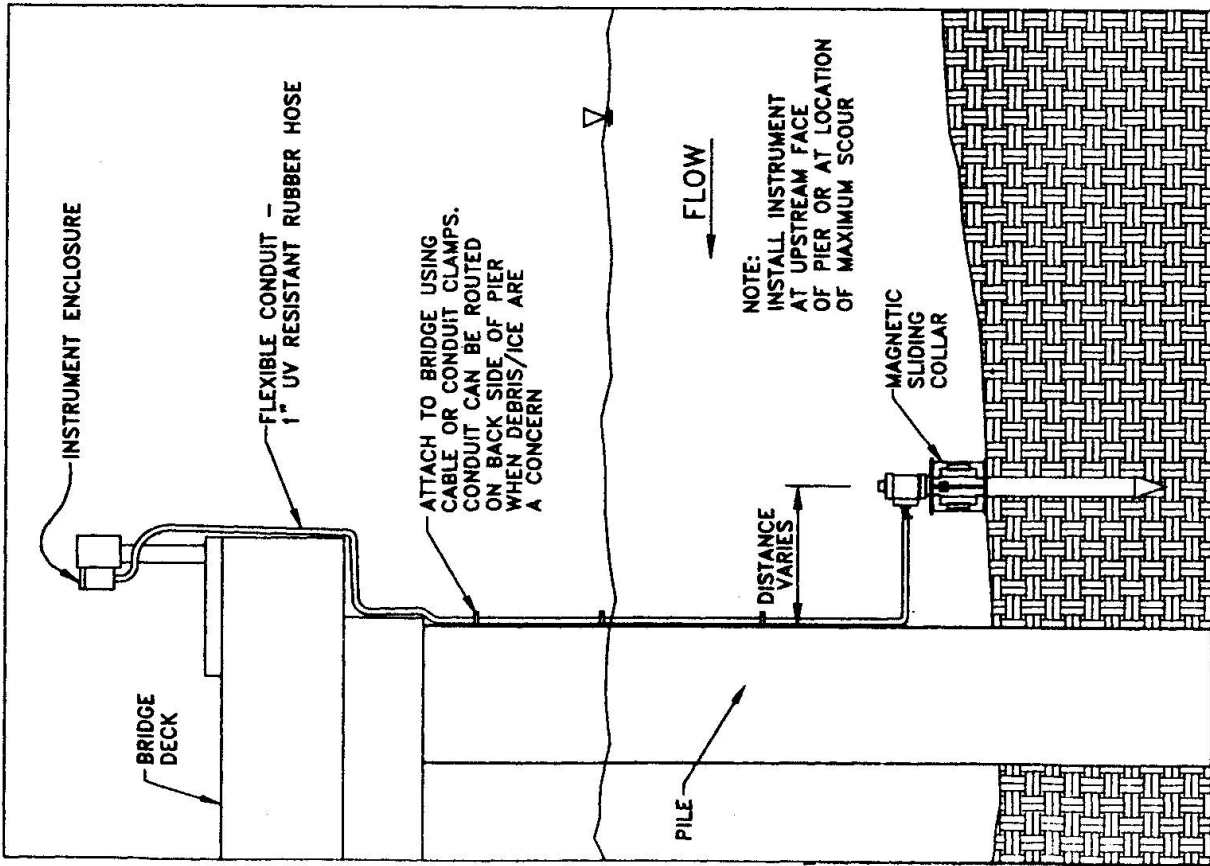 INSTRUMENT ENCLOSURE
FLEXIBLE CONDUIT –
1" UV RESISTANT RUBBER HOSE
ATTACH TO BRIDGE USING
CABLE OR CONDUIT CLAMPS.
CONDUIT CAN BE ROUTED
ON BACK SIDE OF PIER
WHEN DEBRIS/ICE ARE
A CONCERN
BRIDGE
DECK
FLOW
NOTE:
INSTALL INSTRUMENT
AT UPSTREAM FACE
OF PIER OR AT LOCATION
OF MAXIMUM SCOUR
MAGNETIC
SLIDING
COLLAR
DISTANCE
VARIES
PILE